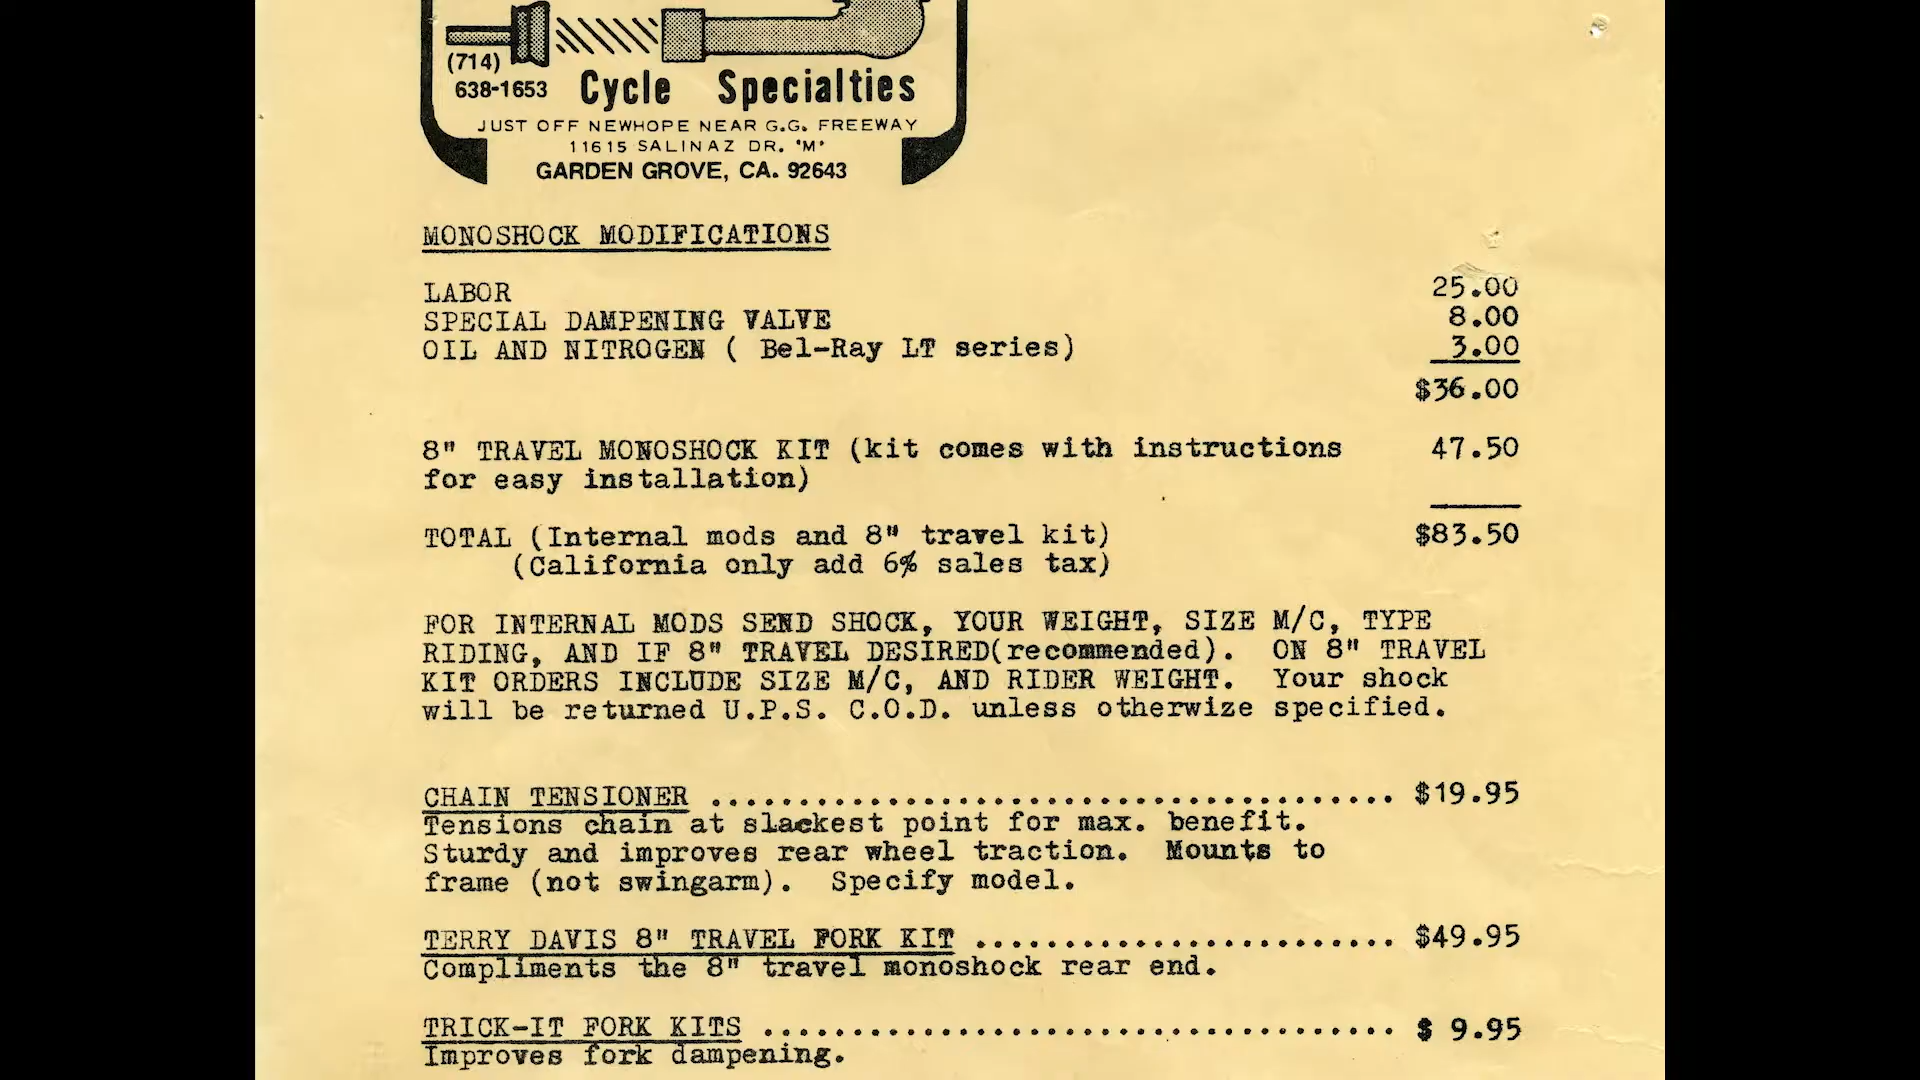 (714)
638-1653
Cycle Specialties
JUST OFF NEWHOPE NEAR G.G. FREEWAY
11615 SALINAZ DR. 'M'
GARDEN GROVE, CA. 92643
MONOSHOCK MODIFICATIONS
LABOR 25.00
SPECIAL DAMPENING VALVE 8.00
OIL AND NITROGEN ( Bel-Ray LT series) 3.00
$36.00
8" TRAVEL MONOSHOCK KIT (kit comes with instructions 47.50
for easy installation)
TOTAL (Internal mods and 8" travel kit) $83.50
(California only add 6% sales tax)
FOR INTERNAL MODS SEND SHOCK, YOUR WEIGHT, SIZE M/C, TYPE
RIDING, AND IF 8" TRAVEL DESIRED(recommended). ON 8" TRAVEL
KIT ORDERS INCLUDE SIZE M/C, AND RIDER WEIGHT. Your shock
will be returned U.P.S. C.O.D. unless otherwize specified.
CHAIN TENSIONER ....................................... $19.95
Tensions chain at slackest point for max. benefit.
Sturdy and improves rear wheel traction. Mounts to
frame (not swingarm). Specify model.
TERRY DAVIS 8" TRAVEL FORK KIT ........................ $49.95
Compliments the 8" travel monoshock rear end.
TRICK-IT FORK KITS .................................... $ 9.95
Improves fork dampening.